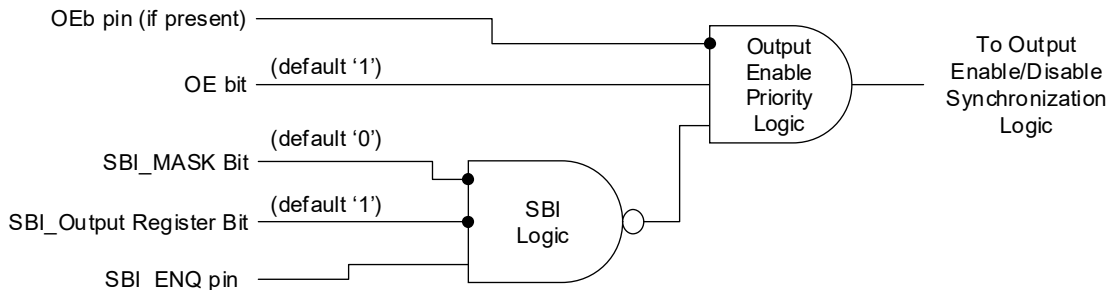 OEb pin (if present)
OE bit
(default ‘1’)
SBI_MASK Bit
(default ‘0’)
SBI_Output Register Bit
(default ‘1’)
SBI_ENQ pin
SBI
Logic
Output
Enable
Priority
Logic
To Output
Enable/Disable
Synchronization
Logic